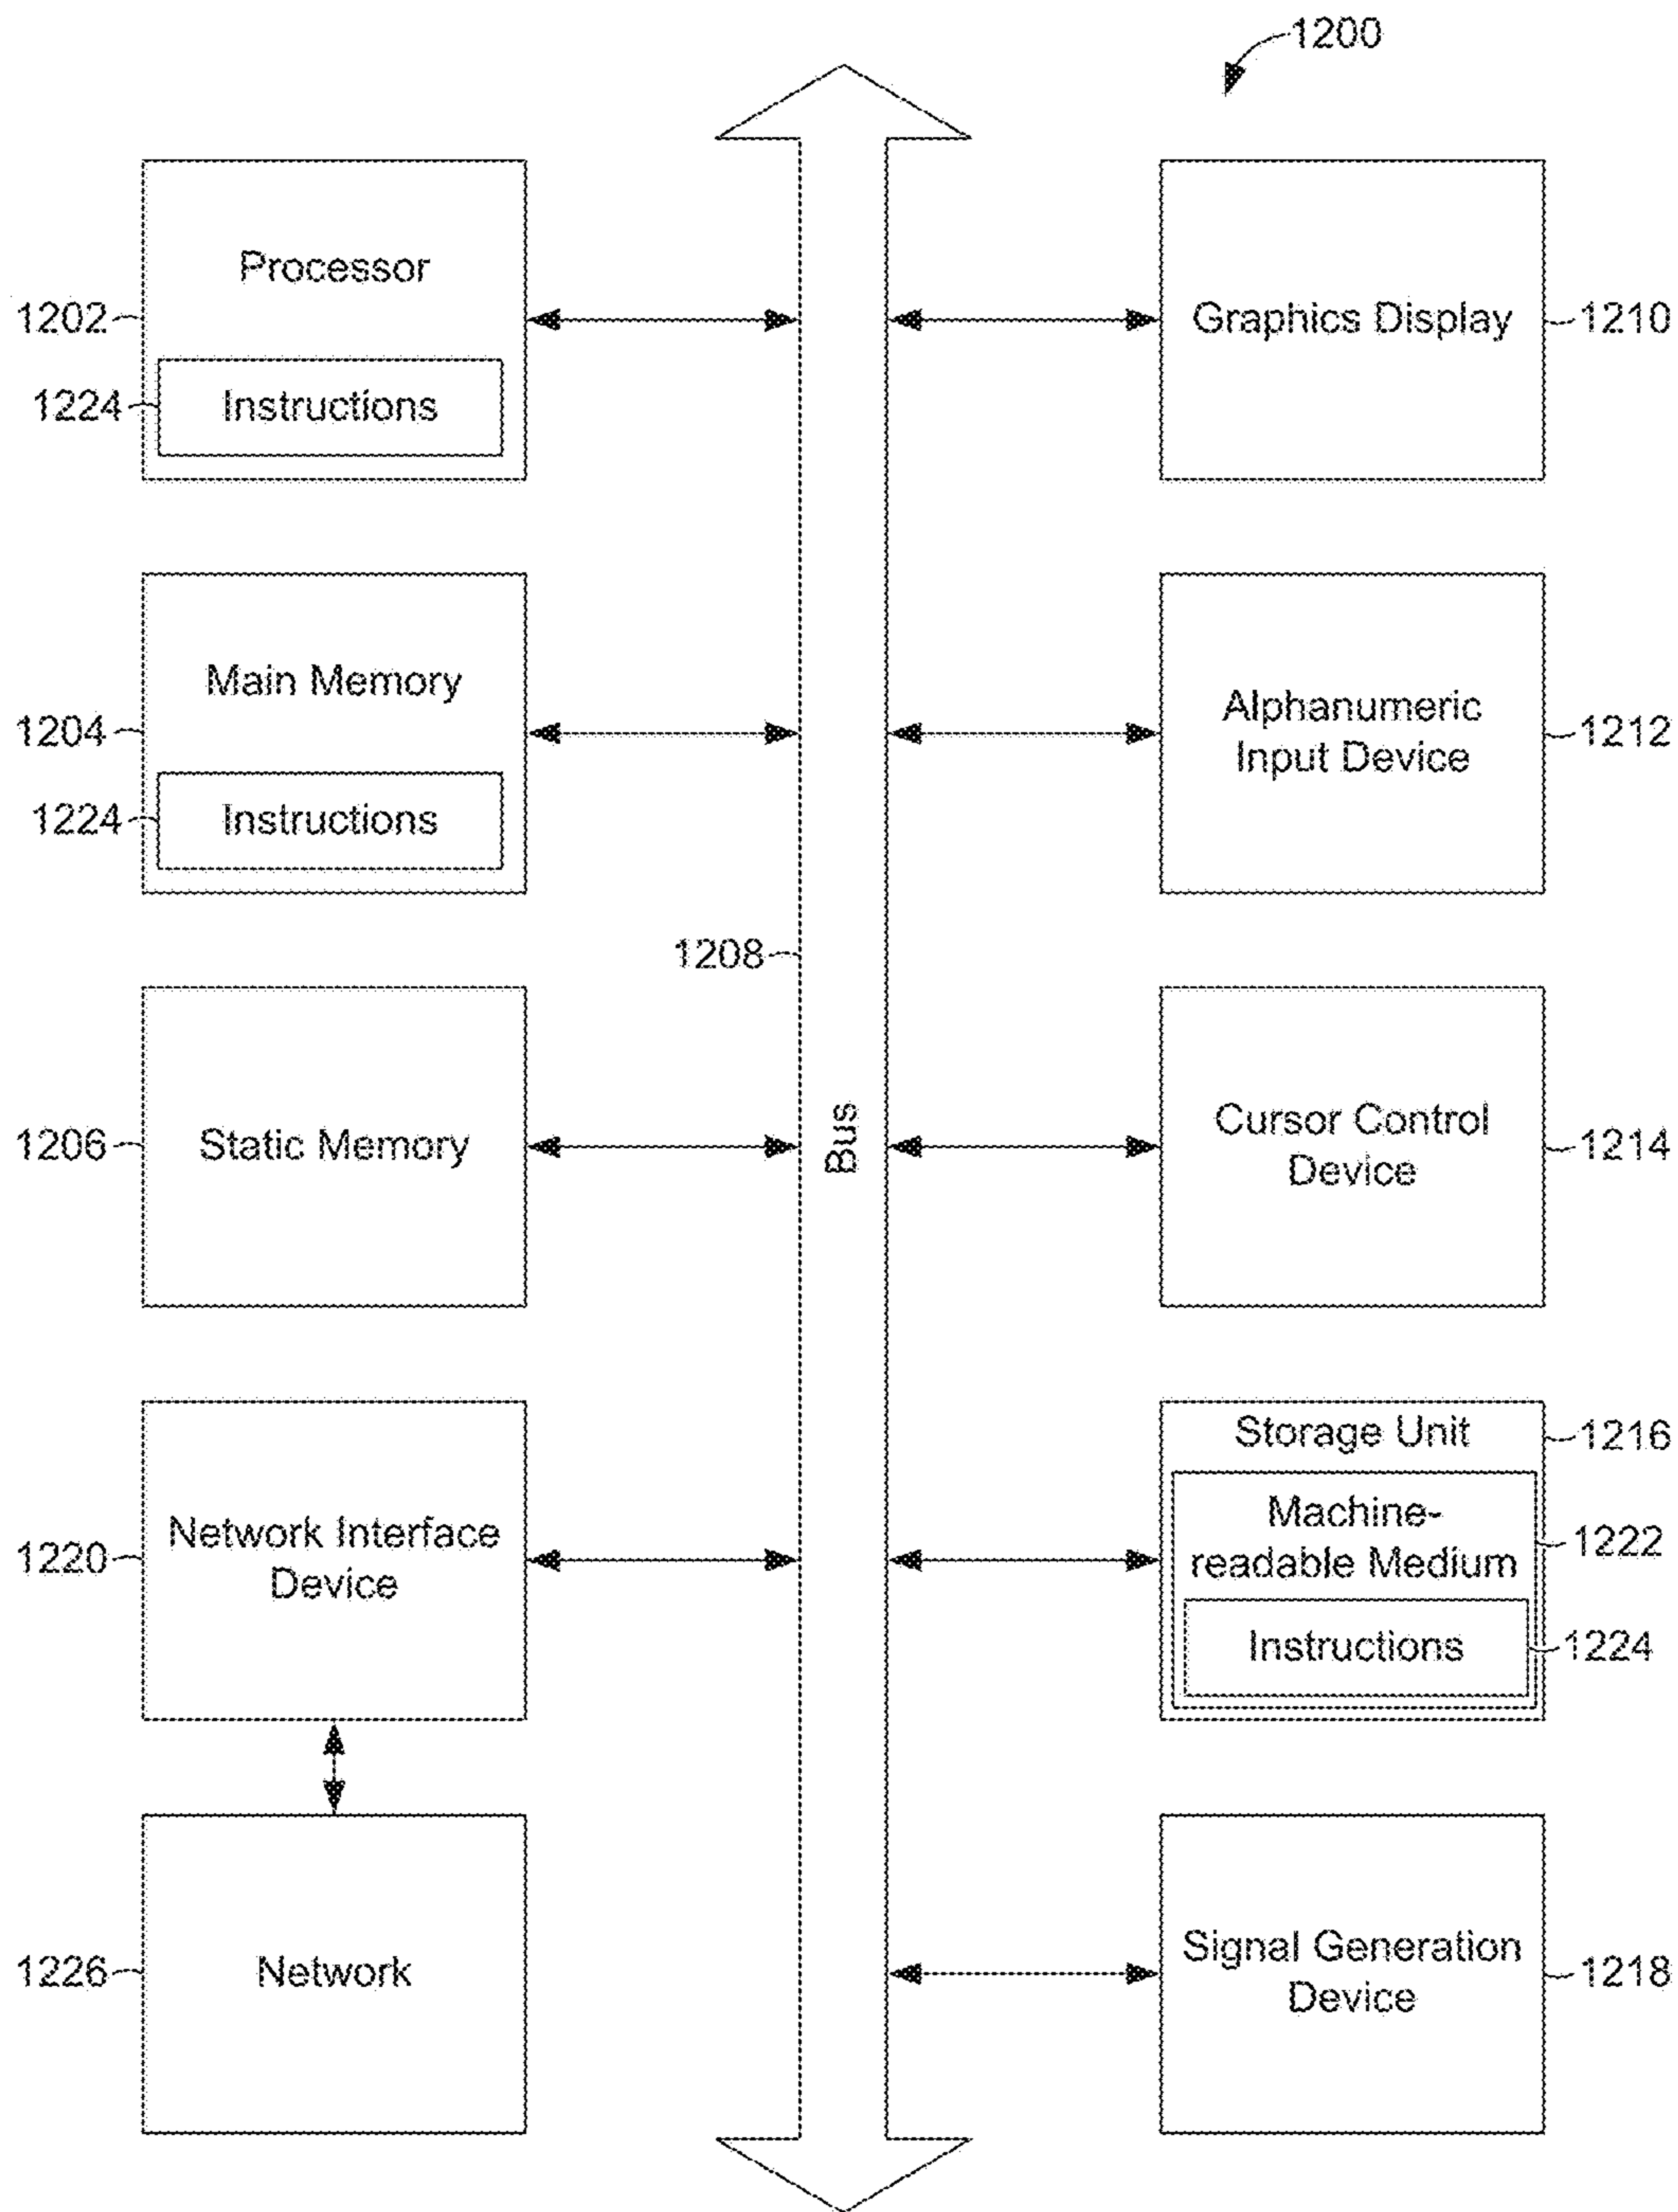 1200
Processor
1202
1224
Instructions
Graphics Display
1210
Main Memory
1204
1224
Instructions
Alphanumeric
Input Device
1212
1208
Bus
1206
Static Memory
Cursor Control
Device
1214
1220
Network Interface
Device
Storage Unit
1216
Machine-
readable Medium
1222
Instructions
1224
1226
Network
Signal Generation
Device
1218